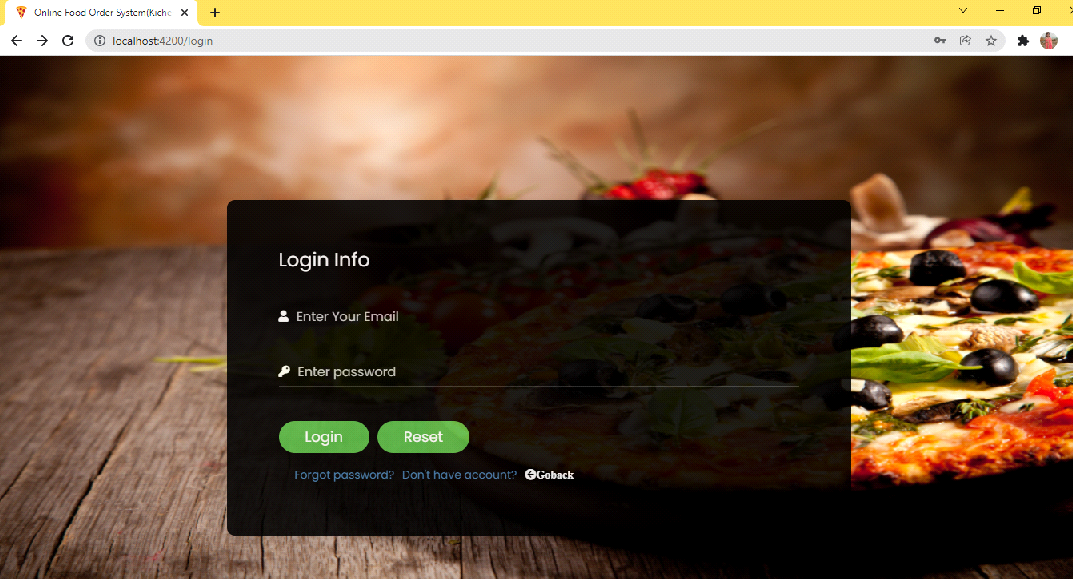 Online Food Order System(Kiche
localhost:4200/login
Login Info
Enter Your Email
Enter password
Login Reset
Forgot password? Don't have account? Goback